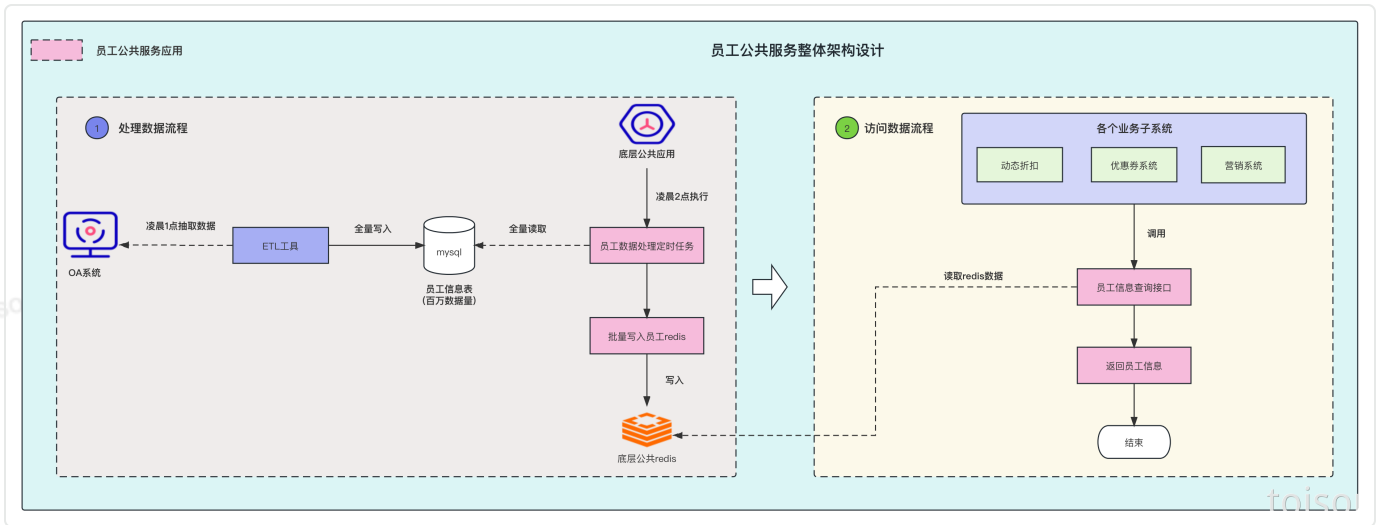 员工公共服务应用
员工公共服务整体架构设计
1
处理数据流程
底层公共应用
凌晨2点执行
OA系统
凌晨1点抽取数据
ETL工具
全量写入
mysql
员工信息表
(百万数据量)
全量读取
员工数据处理定时任务
批量写入员工redis
写入
底层公共redis
2
访问数据流程
各个业务子系统
动态折扣
优惠券系统
营销系统
调用
读取redis数据
员工信息查询接口
返回员工信息
结束